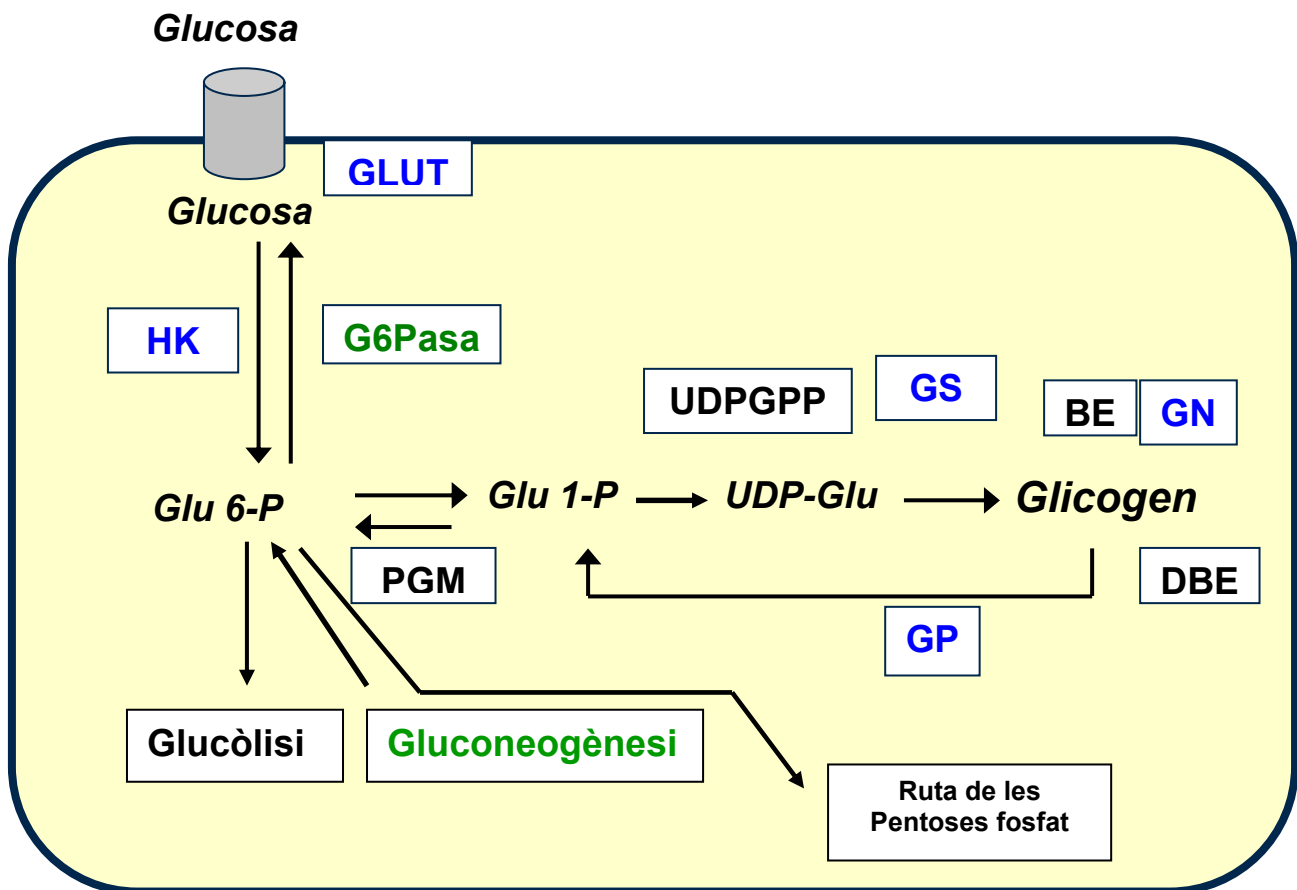 Glucosa
GLUT
Glucosa
HK
G6Pasa
UDPGPP
GS
BE
GN
Glu 6-P
Glu 1-P
UDP-Glu
Glicogen
PGM
DBE
GP
Glucòlisi
Gluconeogènesi
Ruta de les
Pentoses fosfat